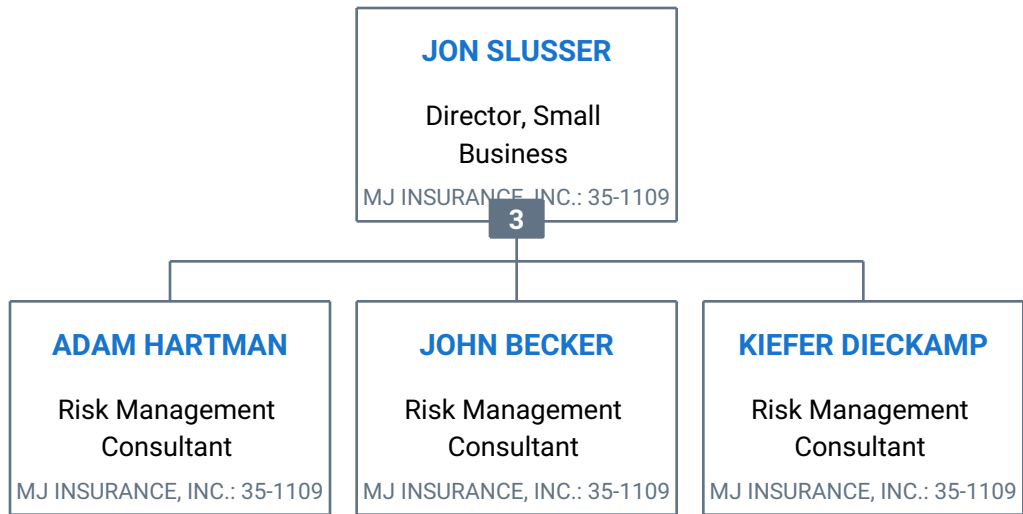 JON SLUSSER
Director, Small
Business
MJ INSURANCE, INC.: 35-1109
3
ADAM HARTMAN
Risk Management
Consultant
MJ INSURANCE, INC.: 35-1109
JOHN BECKER
Risk Management
Consultant
MJ INSURANCE, INC.: 35-1109
KIEFER DIECKAMP
Risk Management
Consultant
MJ INSURANCE, INC.: 35-1109